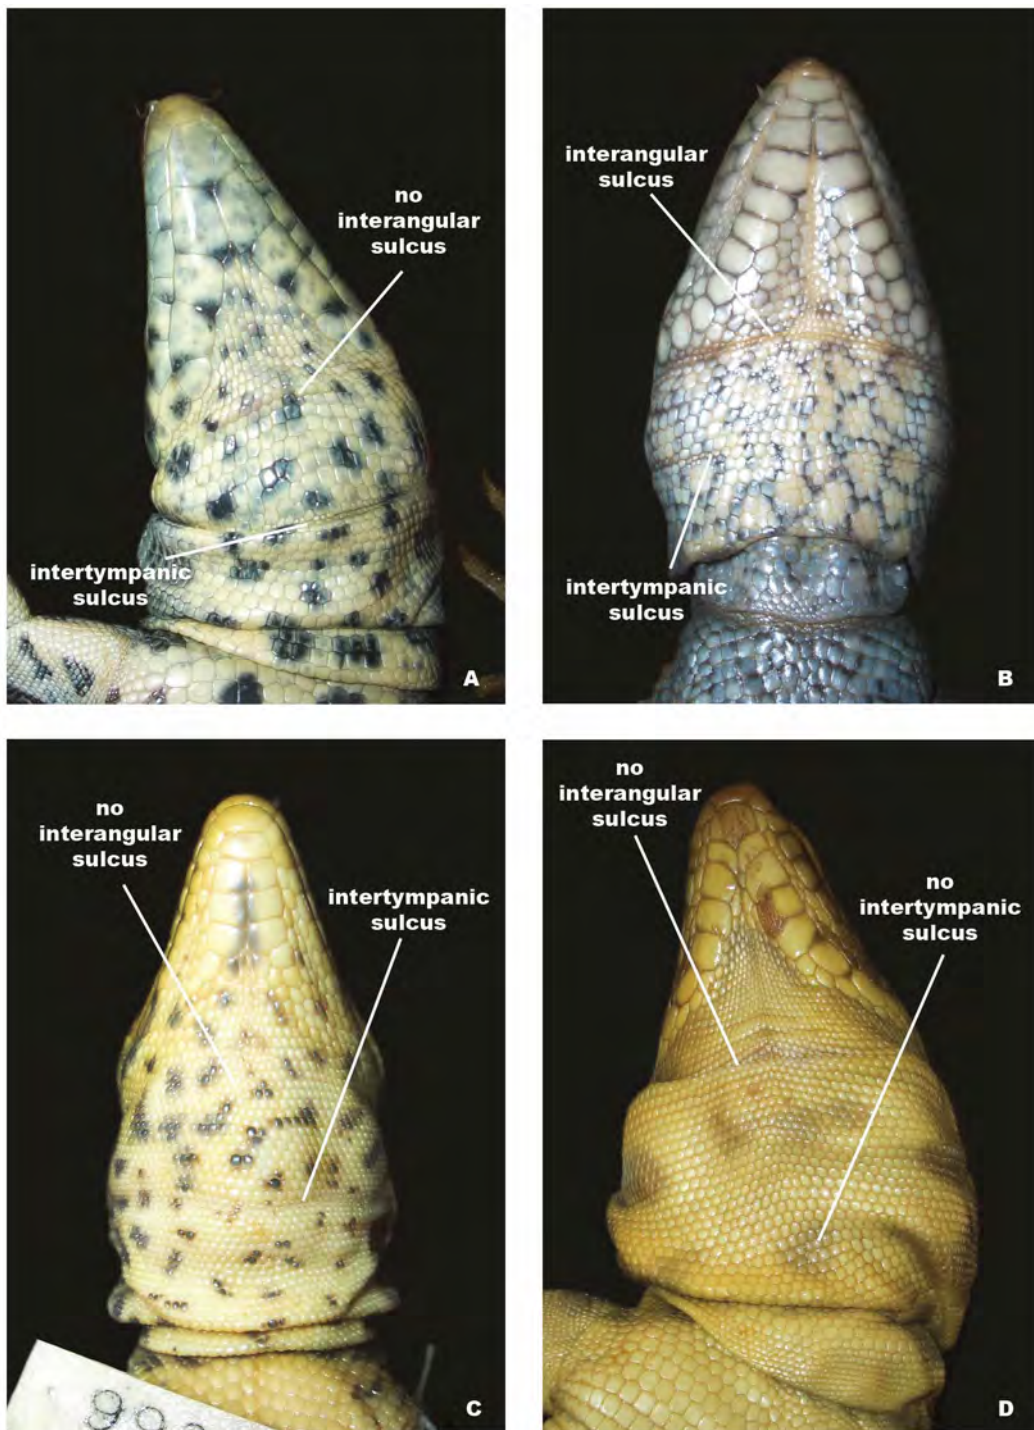 no
interangular
sulcus
intertympanic
sulcus
A
interangular
sulcus
intertympanic
sulcus
B
no
interangular
sulcus
intertympanic
sulcus
C
no
interangular
sulcus
no
intertympanic
sulcus
D